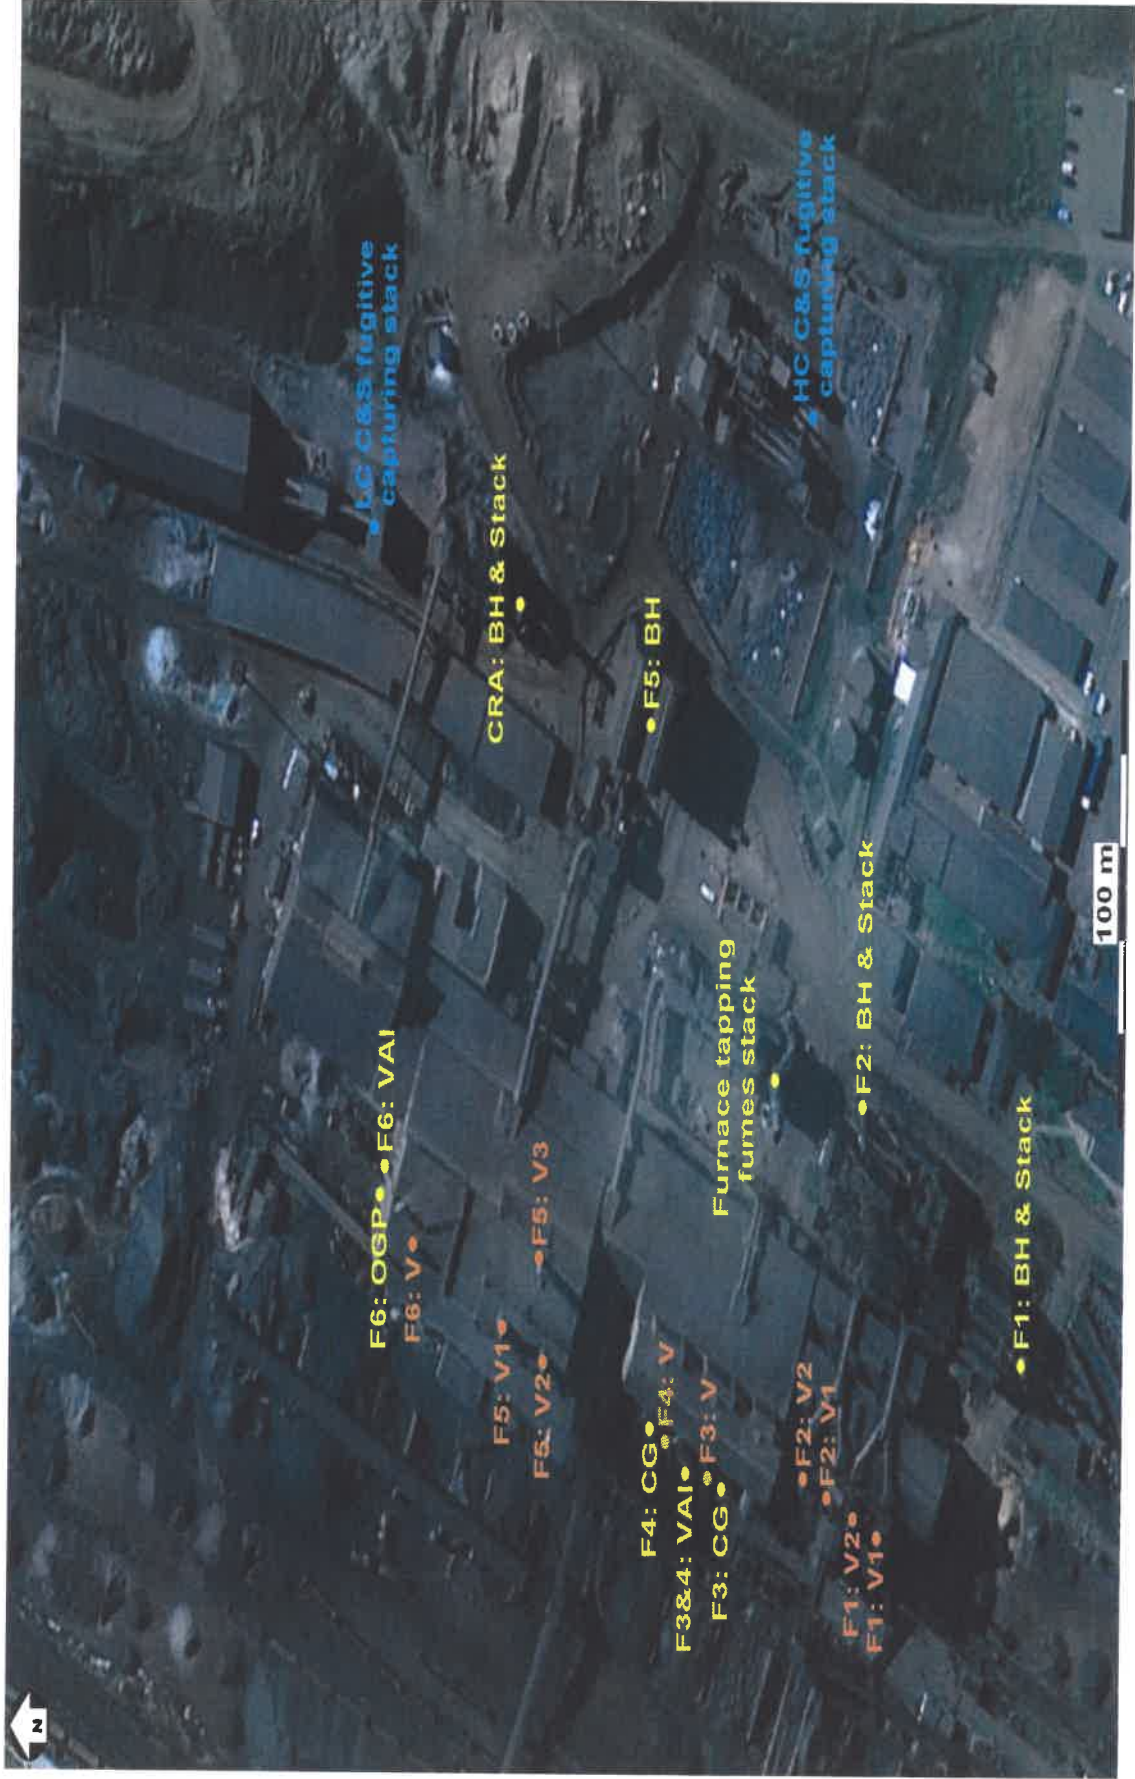 N
LC C&S fugitive
capturing stack
CRA: BH & Stack
HC C&S fugitive
capturing stack
F5: BH
F6: OGP
F6: VAI
F6: V
F5: V1
F5: V3
F5: V2
Furnace tapping
fumes stack
F2: BH & Stack
F4: CG
F4: V
F3&4: VAI
F3: V
F3: CG
F2: V2
F2: V1
F1: V2
F1: V1
F1: BH & Stack
100 m